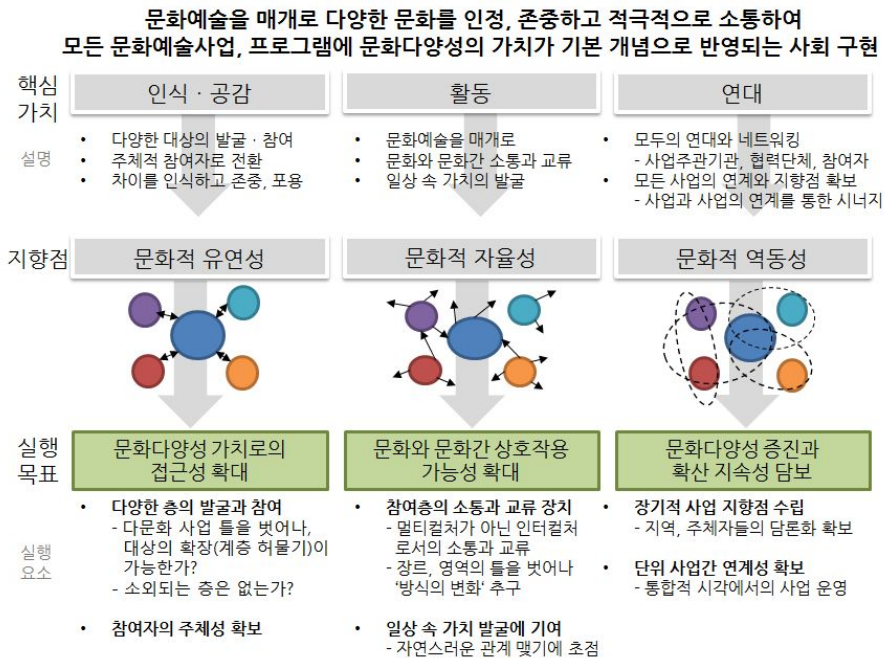 문화예술을 매개로 다양한 문화를 인정, 존중하고 적극적으로 소통하여
모든 문화예술사업, 프로그램에 문화다양성의 가치가 기본 개념으로 반영되는 사회 구현
핵심
가치
인식 · 공감
활동
연대
설명
• 다양한 대상의 발굴 · 참여
• 주체적 참여자로 전환
• 차이를 인식하고 존중, 포용
• 문화예술을 매개로
• 문화와 문화간 소통과 교류
• 일상 속 가치의 발굴
• 모두의 연대와 네트워킹
- 사업주관기관, 협력단체, 참여자
• 모든 사업의 연계와 지향점 확보
- 사업과 사업의 연계를 통한 시너지
지향점
문화적 유연성
문화적 자율성
문화적 역동성
실행
목표
문화다양성 가치로의
접근성 확대
문화와 문화간 상호작용
가능성 확대
문화다양성 증진과
확산 지속성 담보
실행
요소
• 다양한 층의 발굴과 참여
- 다문화 사업 틀을 벗어나,
대상의 확장(계층 허물기)이
가능한가?
- 소외되는 층은 없는가?
• 참여자의 주체성 확보
• 참여층의 소통과 교류 장치
- 멀티컬처가 아닌 인터컬처
로서의 소통과 교류
- 장르, 영역의 틀을 벗어나
‘방식의 변화‘ 추구
• 일상 속 가치 발굴에 기여
- 자연스러운 관계 맺기에 초점
• 장기적 사업 지향점 수립
- 지역, 주체자들의 담론화 확보
• 단위 사업간 연계성 확보
- 통합적 시각에서의 사업 운영